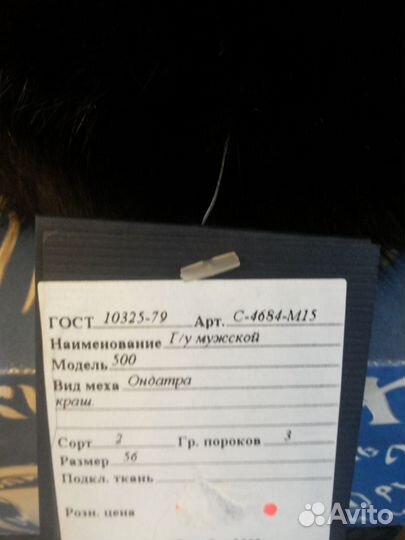 ГОСТ 10325-79 Арт. С-4684-М15
Наименование Г/у мужской
Модель 500
Вид меха Ондатра
краш.
Сорт 2 Гр. пороков 3
Размер 56
Подкл. ткань
Розн. цена
Avito